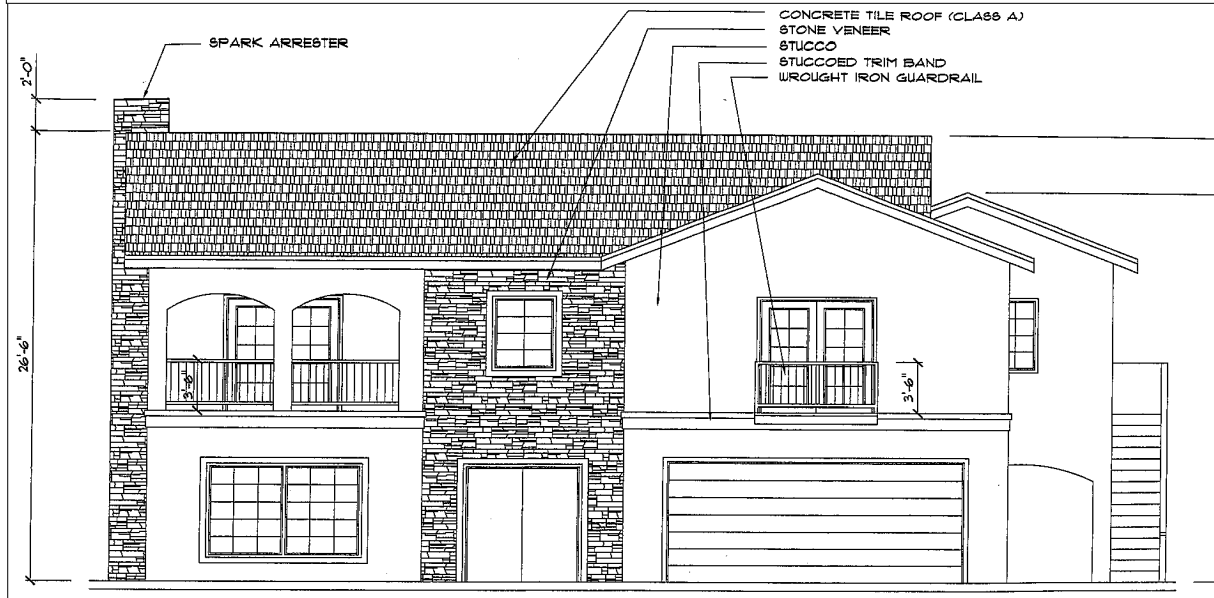 CONCRETE TILE ROOF (CLASS A)
STONE VENEER
STUCCO
STUCCOED TRIM BAND
WROUGHT IRON GUARDRAIL
SPARK ARRESTER
2'-0"
26'-6"
3'-6"
3'-6"